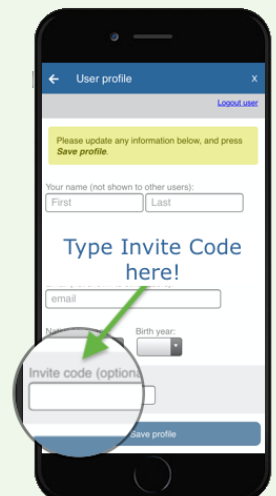 User profile
X
Logout user
Please update any information below, and press
Save profile.
Your name (not shown to other users):
First
Last
Type Invite Code
here!
email
Birth year:
Invite code (optiona
Save profile